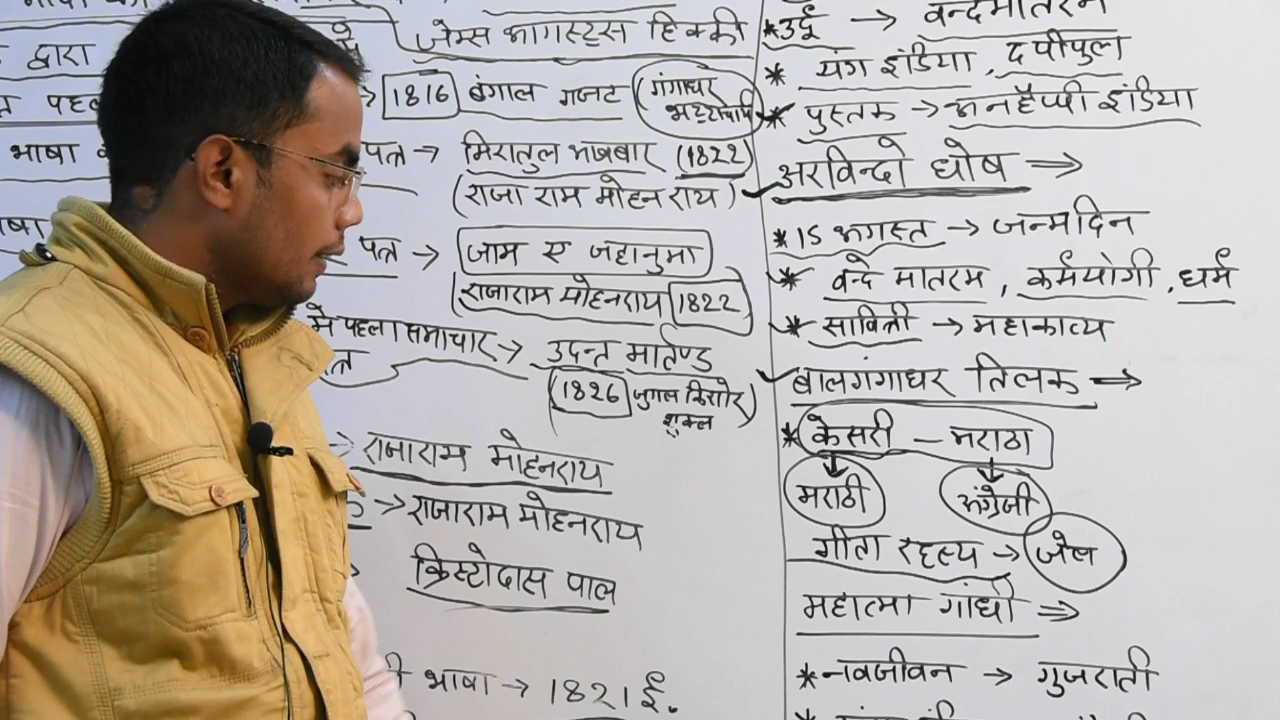 जेम्स आगस्ट्स हिक्की
द्वारा
1816 बंगाल गजट (गंगाधर भट्टाचार्य)
भाषा
पत्र → मिरातुल अखबार (1822)
(राजा राम मोहन राय)
पत्र → जाम ए जहाँनुमा
राजाराम मोहनराय 1822
में पहला समाचार → उदन्त मार्तण्ड
पत्र
(1826 जुगल किशोर शुक्ल)
→ राजाराम मोहनराय
→ राजाराम मोहनराय
क्रिस्टोदास पाल
भाषा → 1821 ई.
*उर्दू → वन्देमातरम
* यंग इंडिया, द पीपुल
* पुस्तक → अनहैप्पी इंडिया
अरविन्दो घोष ⇒
*15 अगस्त → जन्मदिन
* वन्दे मातरम, कर्मयोगी, धर्म
* सावित्री → महाकाव्य
बालगंगाधर तिलक ⇒
* केसरी – मराठा
मराठी अंग्रेजी
गीता रहस्य → जेल
महात्मा गांधी ⇒
*नवजीवन → गुजराती